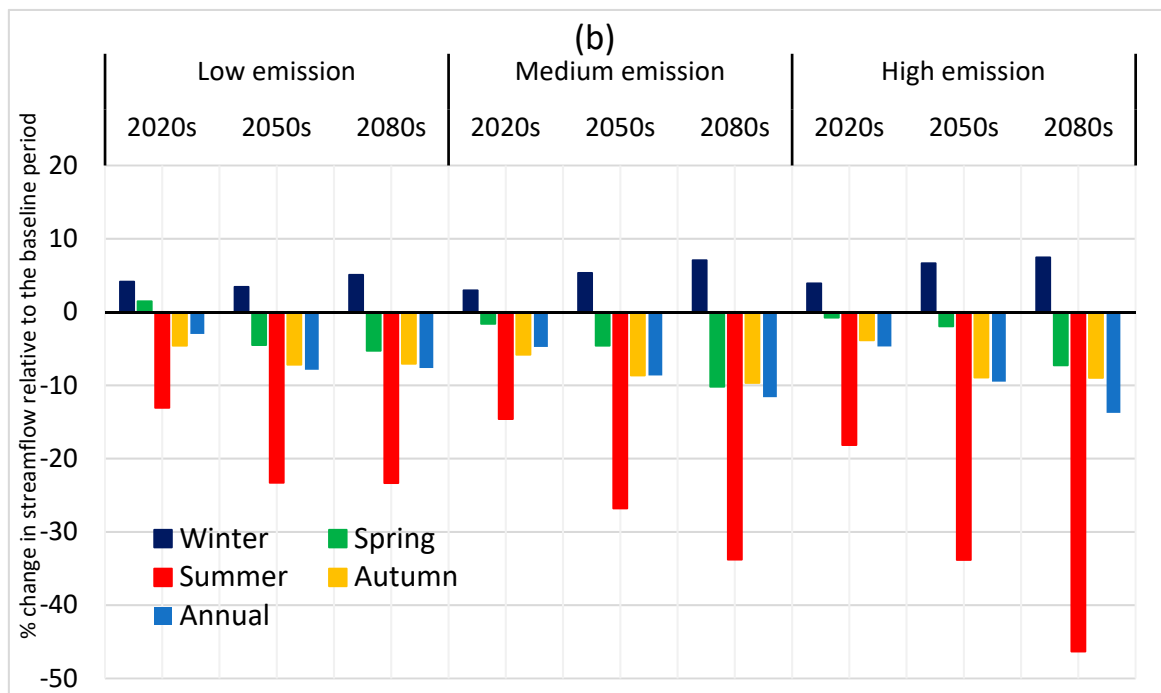 (b)
Low emission Medium emission High emission
2020s 2050s 2080s 2020s 2050s 2080s 2020s 2050s 2080s
% change in streamflow relative to the baseline period
20
10
0
-10
-20
-30
-40
-50
Winter Spring
Summer Autumn
Annual